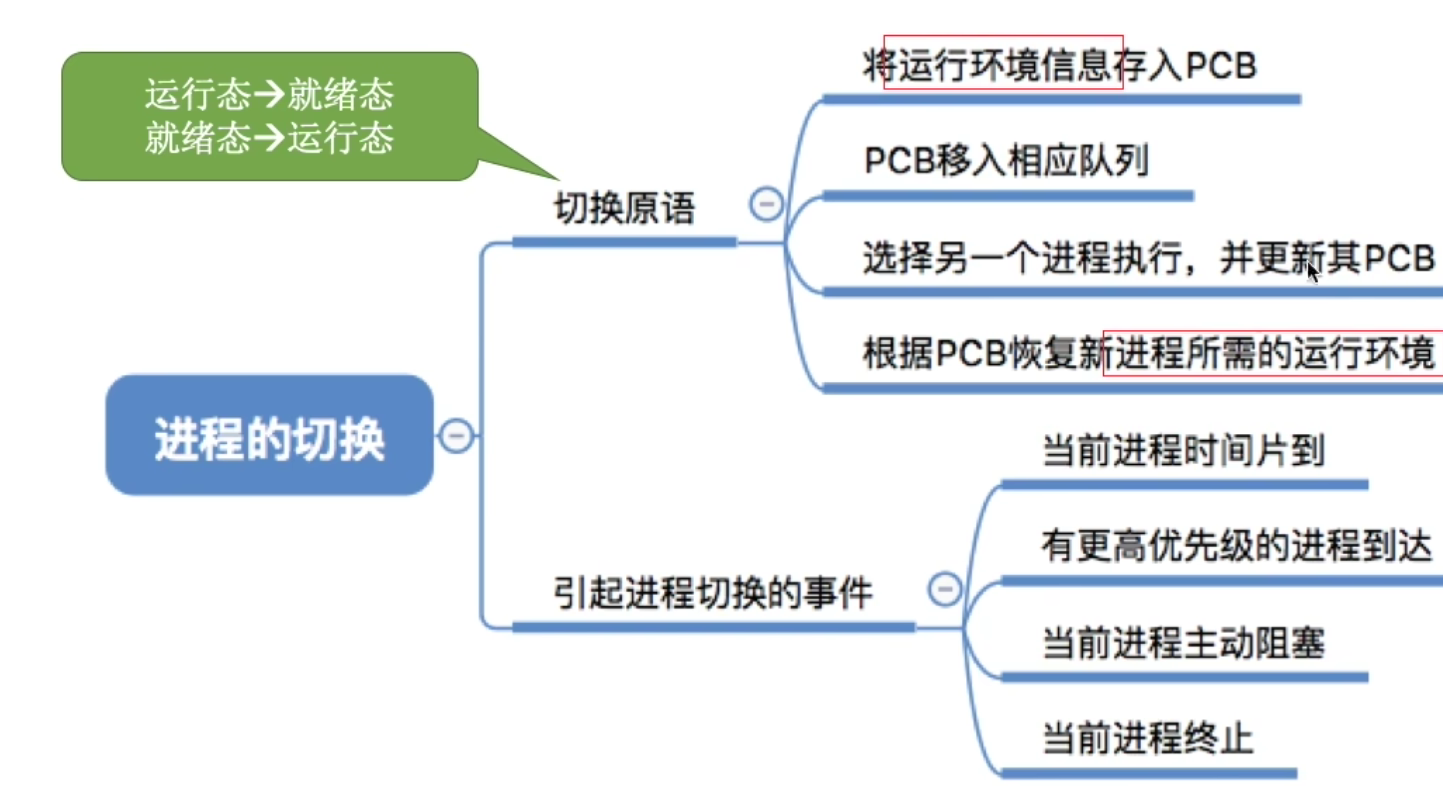 运行态→就绪态
就绪态→运行态
将运行环境信息存入PCB
PCB移入相应队列
切换原语
选择另一个进程执行，并更新其PCB
根据PCB恢复新进程所需的运行环境
进程的切换
当前进程时间片到
有更高优先级的进程到达
引起进程切换的事件
当前进程主动阻塞
当前进程终止